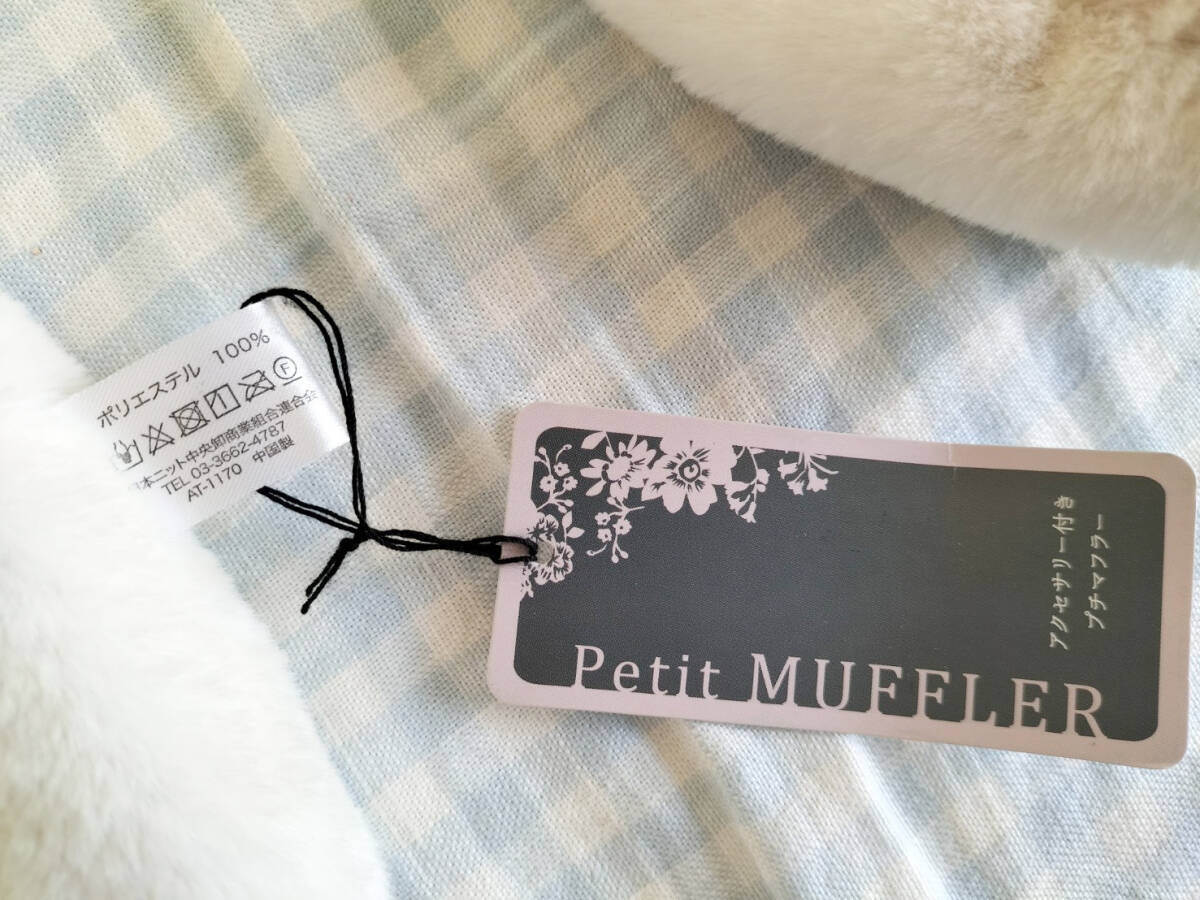 ポリエステル 100%
F
本ニット中央卸商業組合連合会
TEL 03-3662-4787
AT-1170 中国製
アクセサリー付き
プチマフラー
Petit MUFFLER